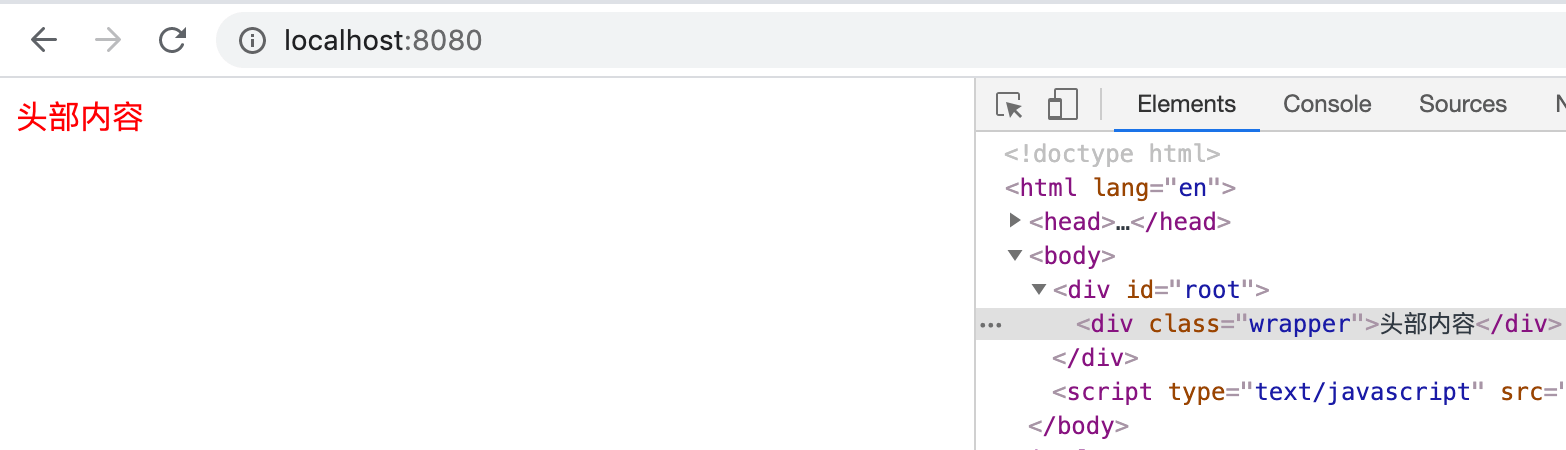 localhost:8080
头部内容
Elements Console Sources
<!doctype html>
<html lang="en">
<head>…</head>
<body>
<div id="root">
<div class="wrapper">头部内容</div>
</div>
<script type="text/javascript" src="
</body>